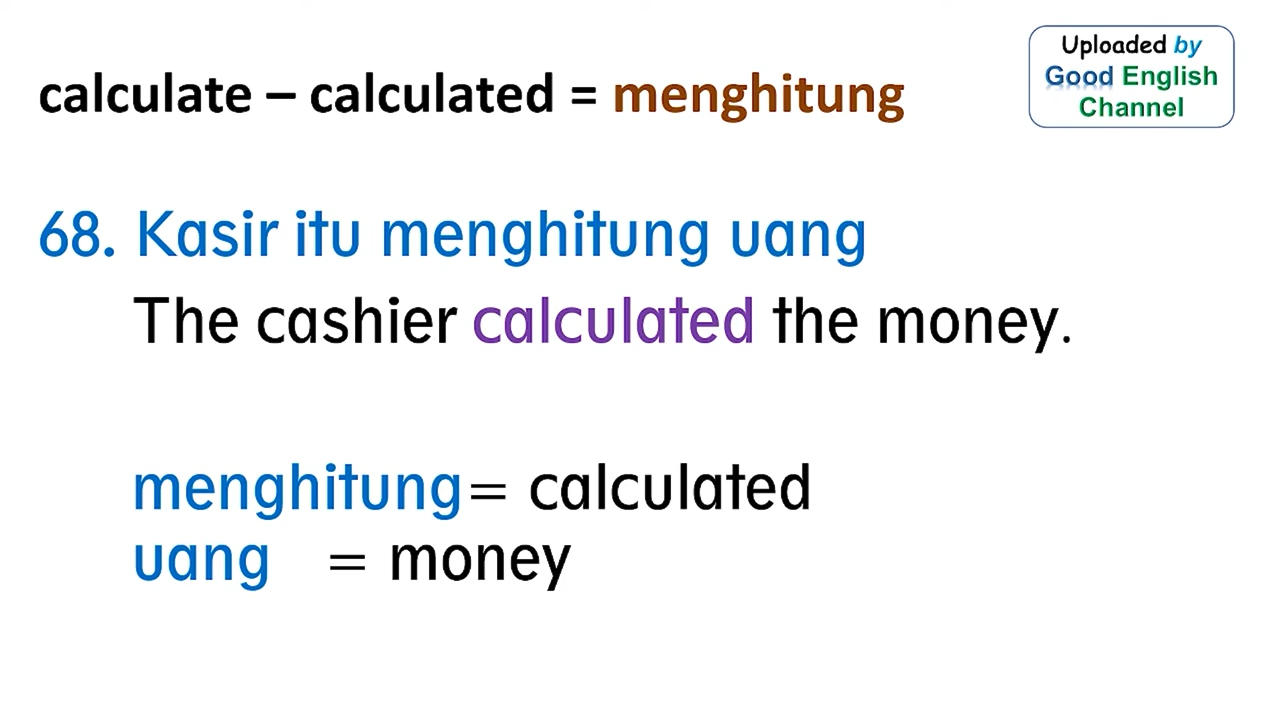 calculate – calculated = menghitung
Uploaded by
Good English
Channel
68. Kasir itu menghitung uang
The cashier calculated the money.
menghitung= calculated
uang = money